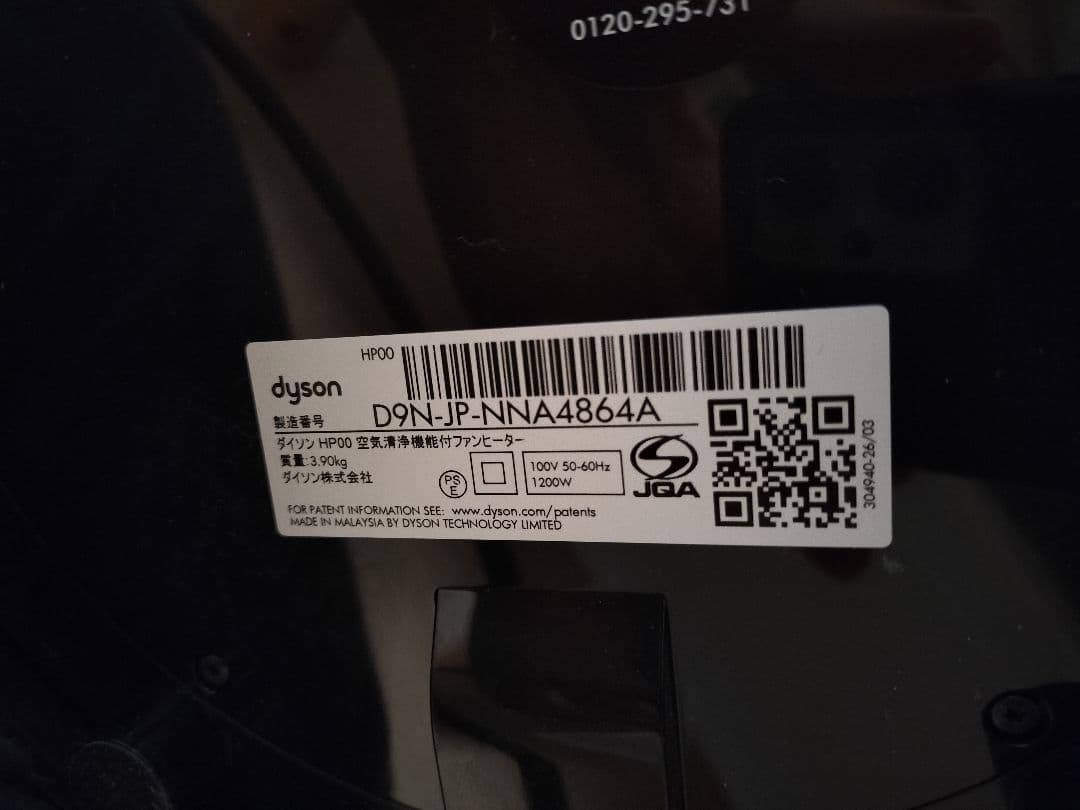 0120-295-731
HP00
dyson
製造番号 D9N-JP-NNA4864A
ダイソン HP00 空気清浄機能付ファンヒーター
質量:3.90kg
ダイソン株式会社
PS
E
100V 50-60Hz
1200W
JQA
304940-26/03
FOR PATENT INFORMATION SEE: www.dyson.com/patents
MADE IN MALAYSIA BY DYSON TECHNOLOGY LIMITED